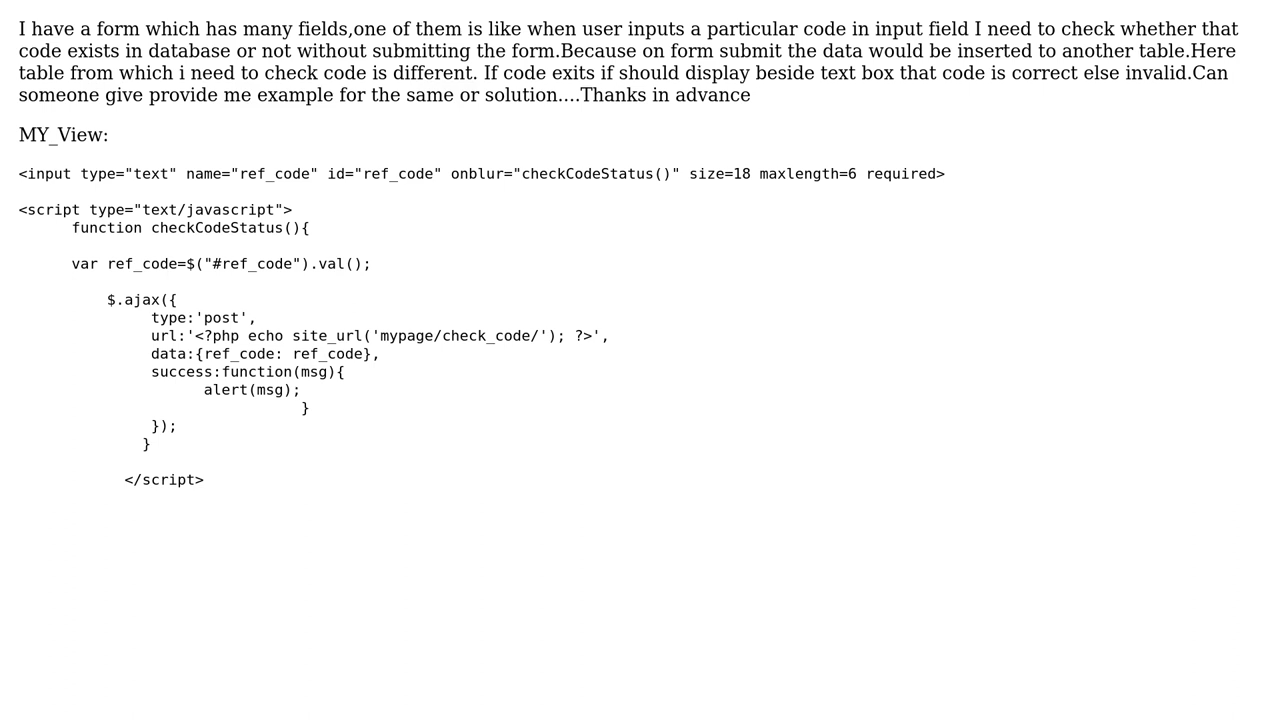 I have a form which has many fields,one of them is like when user inputs a particular code in input field I need to check whether that
code exists in database or not without submitting the form.Because on form submit the data would be inserted to another table.Here
table from which i need to check code is different. If code exits if should display beside text box that code is correct else invalid.Can
someone give provide me example for the same or solution....Thanks in advance
MY_View:
<input type="text" name="ref_code" id="ref_code" onblur="checkCodeStatus()" size=18 maxlength=6 required>
<script type="text/javascript">
function checkCodeStatus(){
var ref_code=$("#ref_code").val();
$.ajax({
type:'post',
url:'<?php echo site_url('mypage/check_code/'); ?>',
data:{ref_code: ref_code},
success:function(msg){
alert(msg);
}
});
}
</script>